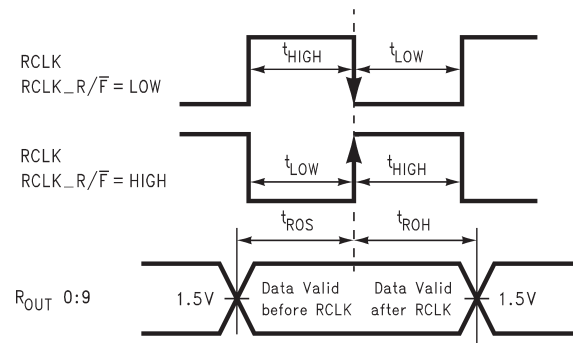 RCLK
RCLK_R/F̅ = LOW
tHIGH
tLOW
RCLK
RCLK_R/F̅ = HIGH
tLOW
tHIGH
tROS
tROH
ROUT 0:9
1.5V
Data Valid
before RCLK
Data Valid
after RCLK
1.5V